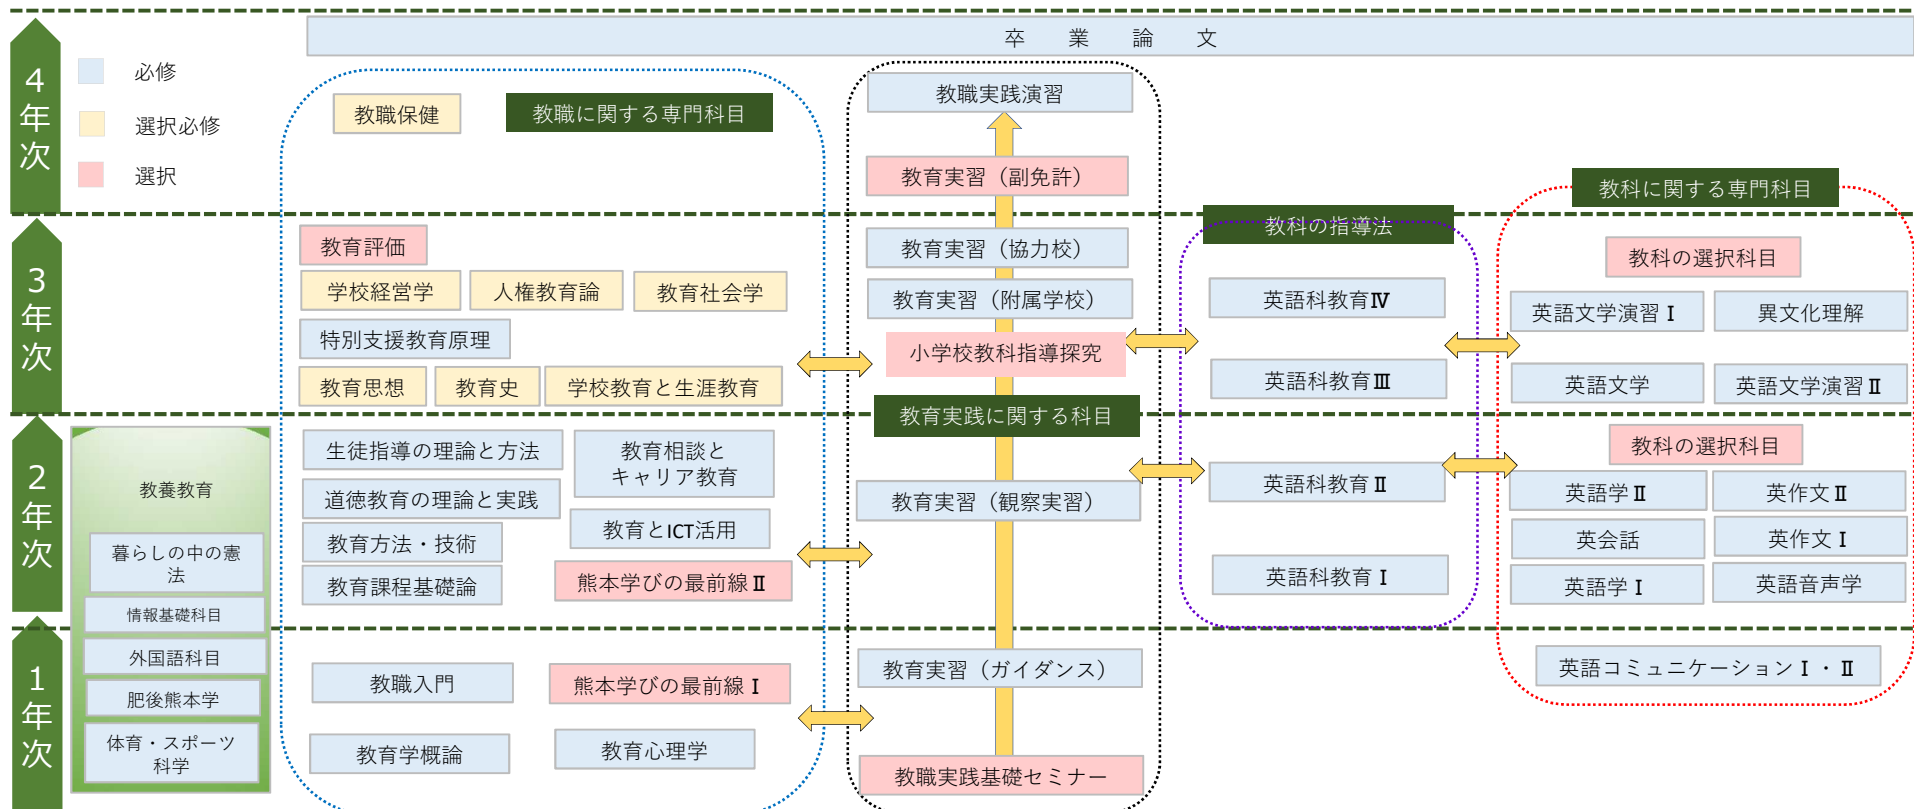 卒 業 論 文
4年次
必修
選択必修
選択
教職保健
教職に関する専門科目
教職実践演習
教育実習（副免許）
教科に関する専門科目
3年次
教育評価
学校経営学
人権教育論
教育社会学
特別支援教育原理
教育思想
教育史
学校教育と生涯教育
教育実習（協力校）
教育実習（附属学校）
小学校教科指導探究
教育実践に関する科目
教科の指導法
英語科教育Ⅳ
英語科教育Ⅲ
教科の選択科目
英語文学演習Ⅰ
異文化理解
英語文学
英語文学演習Ⅱ
2年次
教養教育
暮らしの中の憲
法
情報基礎科目
外国語科目
肥後熊本学
体育・スポーツ
科学
生徒指導の理論と方法
教育相談と
キャリア教育
道徳教育の理論と実践
教育とICT活用
教育方法・技術
教育課程基礎論
熊本学びの最前線Ⅱ
教育実習（観察実習）
英語科教育Ⅱ
英語科教育Ⅰ
教科の選択科目
英語学Ⅱ
英作文Ⅱ
英会話
英作文Ⅰ
英語学Ⅰ
英語音声学
1年次
教職入門
熊本学びの最前線Ⅰ
教育学概論
教育心理学
教育実習（ガイダンス）
教職実践基礎セミナー
英語コミュニケーションⅠ・Ⅱ